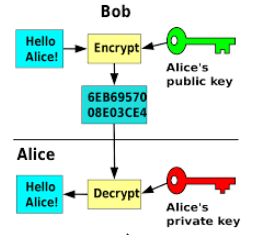 Bob
Hello
Alice!
Encrypt
Alice's
public key
6EB69570
08E03CE4
Alice
Hello
Alice!
Decrypt
Alice's
private key